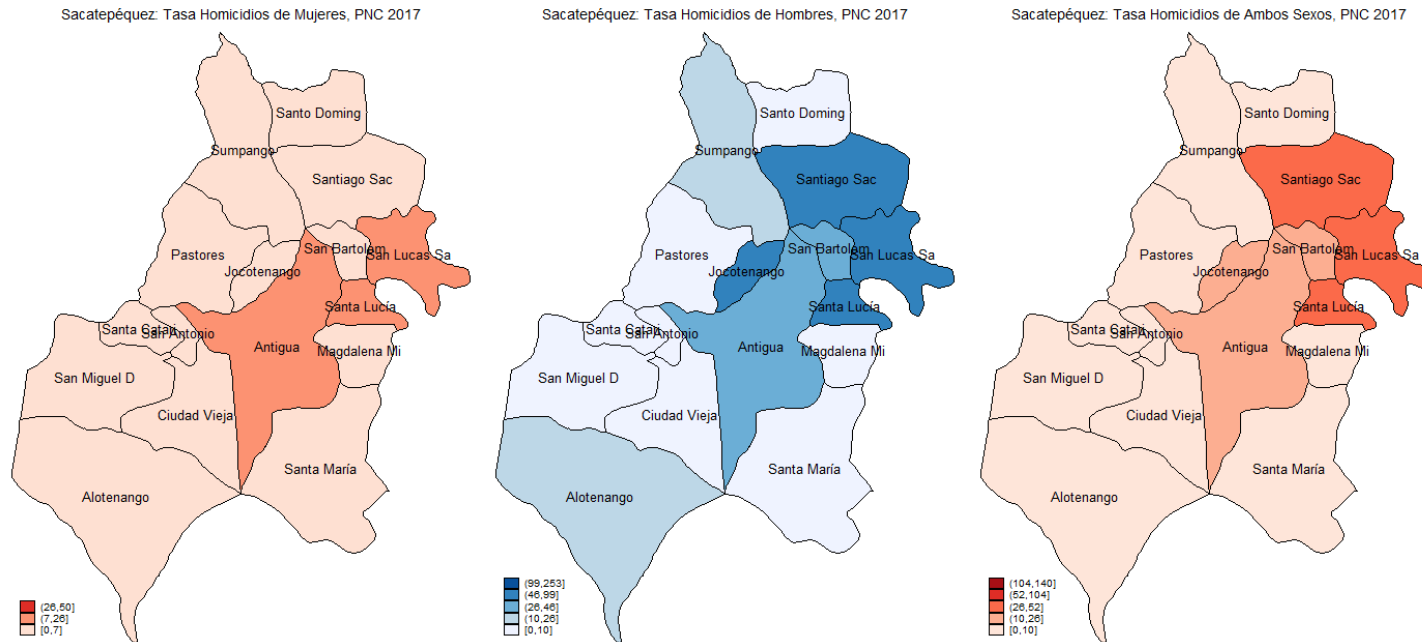 Sacatepéquez: Tasa Homicidios de Mujeres, PNC 2017
Santo Doming
Sumpango
Santiago Sac
Pastores
San Bartolom
San Lucas Sa
Jocotenango
Santa Lucía
Santa Catari
San Antonio
Antigua
Magdalena Mi
San Miguel D
Ciudad Vieja
Santa María
Alotenango
(26,50]
(7,26]
[0,7]
Sacatepéquez: Tasa Homicidios de Hombres, PNC 2017
Santo Doming
Sumpango
Santiago Sac
Pastores
San Bartolom
San Lucas Sa
Jocotenango
Santa Lucía
Santa Catari
San Antonio
Antigua
Magdalena Mi
San Miguel D
Ciudad Vieja
Santa María
Alotenango
(99,253]
(46,99]
(26,46]
(10,26]
[0,10]
Sacatepéquez: Tasa Homicidios de Ambos Sexos, PNC 2017
Santo Doming
Sumpango
Santiago Sac
Pastores
San Bartolom
San Lucas Sa
Jocotenango
Santa Lucía
Santa Catari
San Antonio
Antigua
Magdalena Mi
San Miguel D
Ciudad Vieja
Santa María
Alotenango
(104,140]
(52,104]
(26,52]
(10,26]
[0,10]